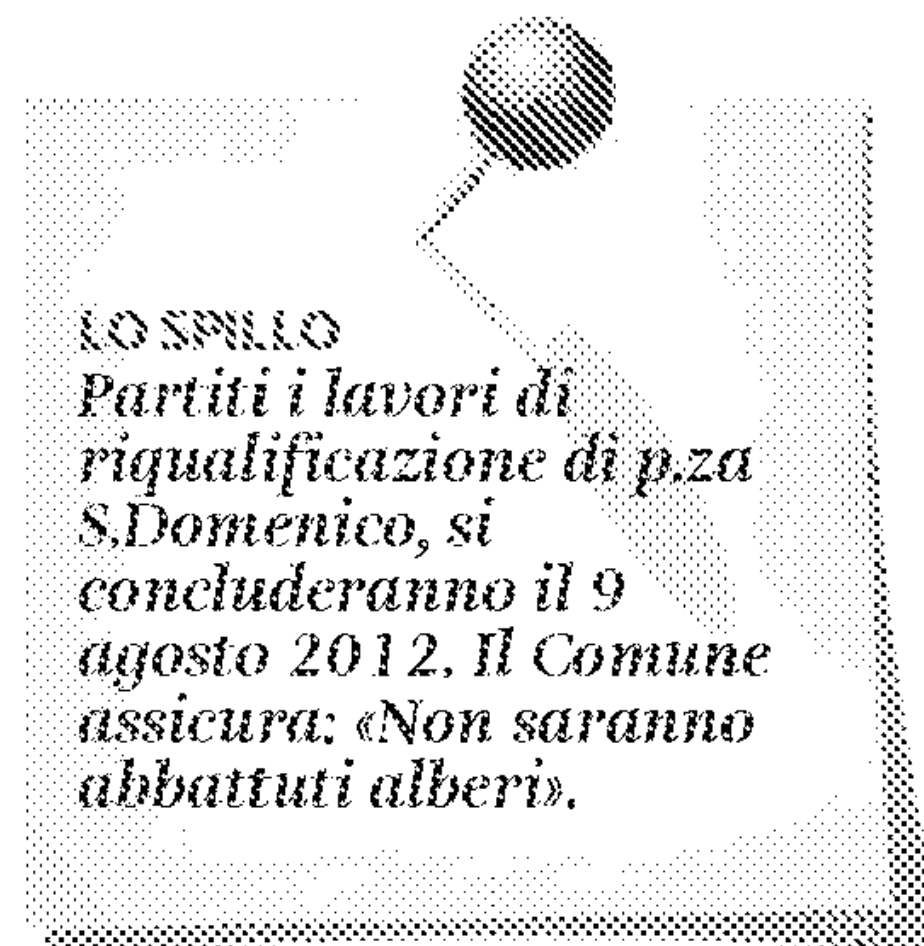 LO SPILLO
Partiti i lavori di
riqualificazione di p.za
S.Domenico, si
concluderanno il 9
agosto 2012. Il Comune
assicura: «Non saranno
abbattuti alberi».